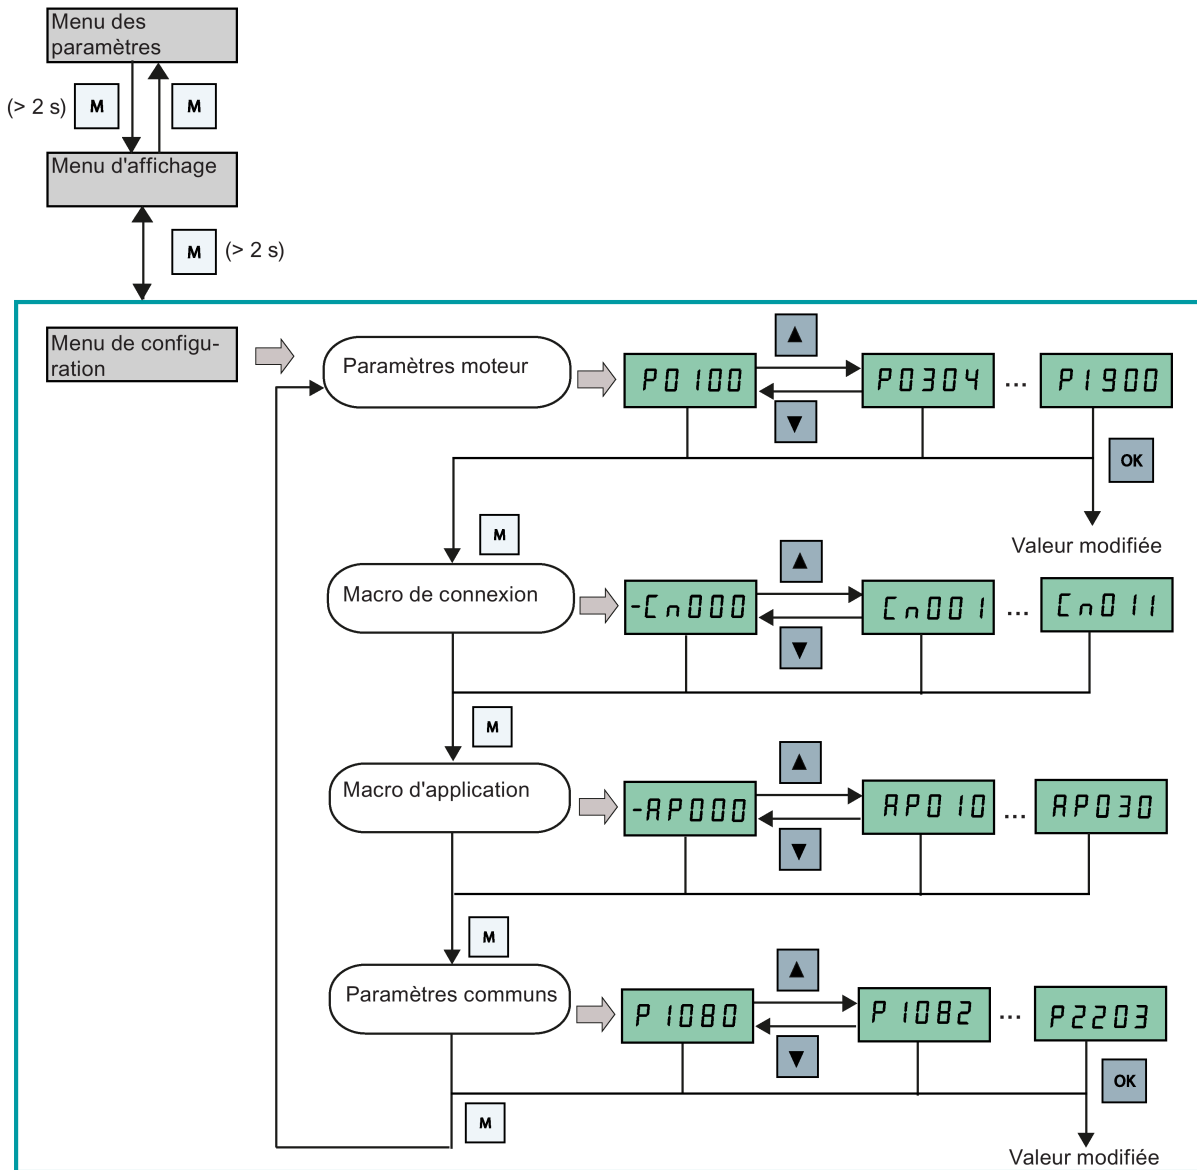 Menu des
paramètres
(> 2 s)
M
M
Menu d'affichage
M
(> 2 s)
Menu de configu-
ration
Paramètres moteur
P0100
P0304
...
P1900
OK
M
Valeur modifiée
Macro de connexion
-Cn000
Cn001
...
Cn011
M
Macro d'application
-AP000
AP010
...
AP030
M
Paramètres communs
P1080
P1082
...
P2203
OK
M
Valeur modifiée